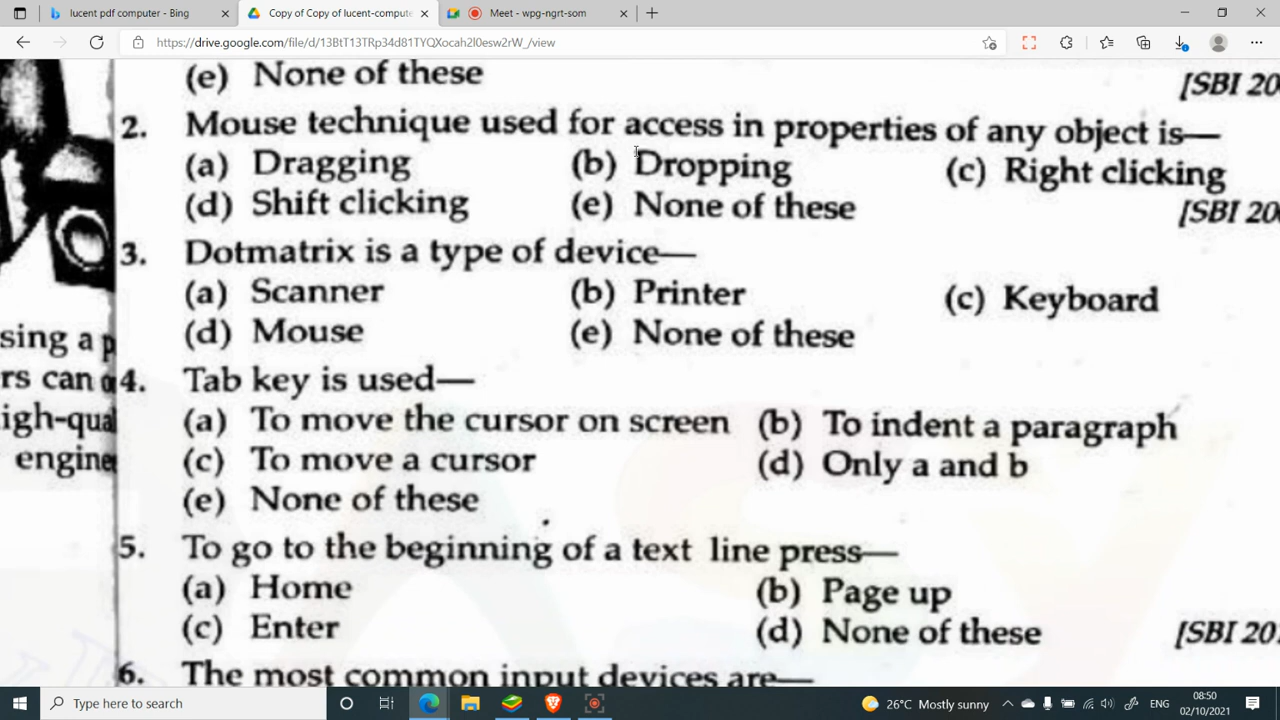 lucent pdf computer - Bing
Copy of Copy of lucent-compute
Meet - wpg-ngrt-som
https://drive.google.com/file/d/13BtT13TRp34d81TYQXocah2l0esw2rW_/view
(e) None of these
[SBI 20
2. Mouse technique used for access in properties of any object is—
(a) Dragging (b) Dropping (c) Right clicking
(d) Shift clicking (e) None of these
[SBI 20
3. Dotmatrix is a type of device—
(a) Scanner (b) Printer (c) Keyboard
(d) Mouse (e) None of these
sing a p
rs can
4. Tab key is used—
(a) To move the cursor on screen (b) To indent a paragraph
igh-qual
(c) To move a cursor (d) Only a and b
engine
(e) None of these
5. To go to the beginning of a text line press—
(a) Home (b) Page up
(c) Enter (d) None of these
[SBI 20
6. The most common input devices are—
Type here to search
26°C Mostly sunny
ENG
08:50
02/10/2021